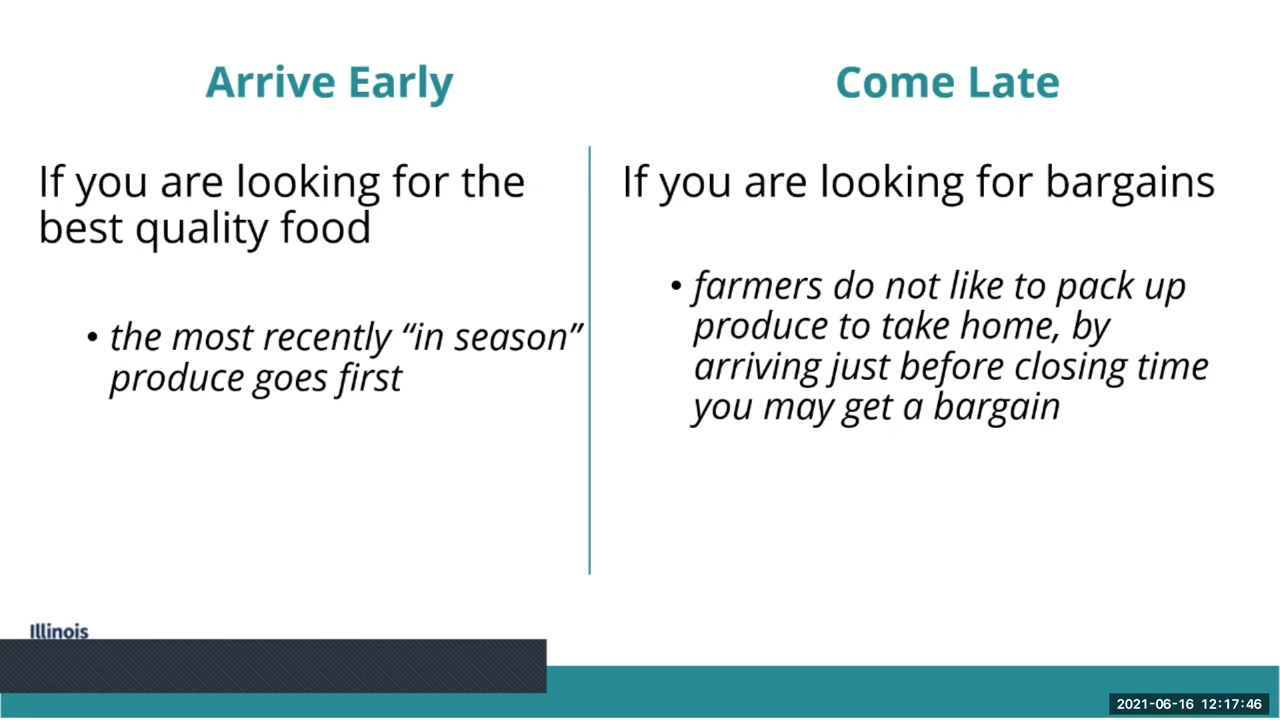 Arrive Early
If you are looking for the
best quality food
• the most recently “in season”
produce goes first
Come Late
If you are looking for bargains
• farmers do not like to pack up
produce to take home, by
arriving just before closing time
you may get a bargain
Illinois
2021-06-16 12:17:46